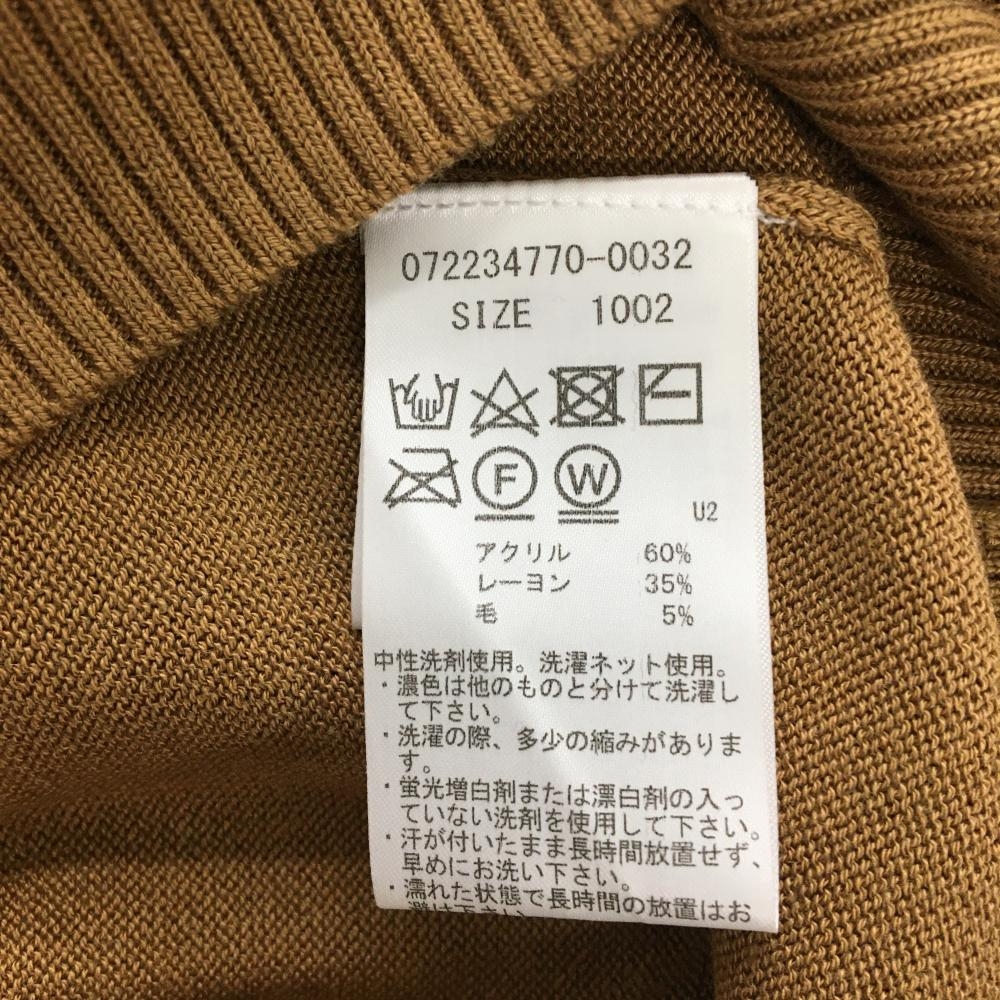 072234770-0032
SIZE 1002
F W
U2
アクリル 60%
レーヨン 35%
毛 5%
中性洗剤使用。洗濯ネット使用。
・濃色は他のものと分けて洗濯し
て下さい。
・洗濯の際、多少の縮みがありま
す。
・蛍光増白剤または漂白剤の入っ
ていない洗剤を使用して下さい。
・汗が付いたまま長時間放置せず、
早めにお洗い下さい。
・濡れた状態で長時間の放置はお
避け下さい